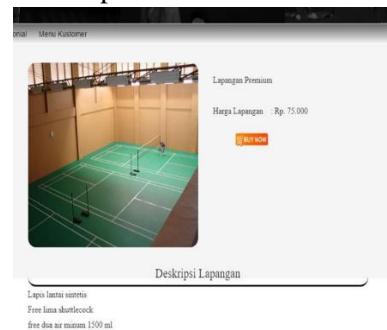 onial Menu Kustomer
Lapangan Premium
Harga Lapangan : Rp. 75.000
BUY NOW
Deskripsi Lapangan
Lapis lantai sintetis
Free lima shuttlecock
free dua air minum 1500 ml